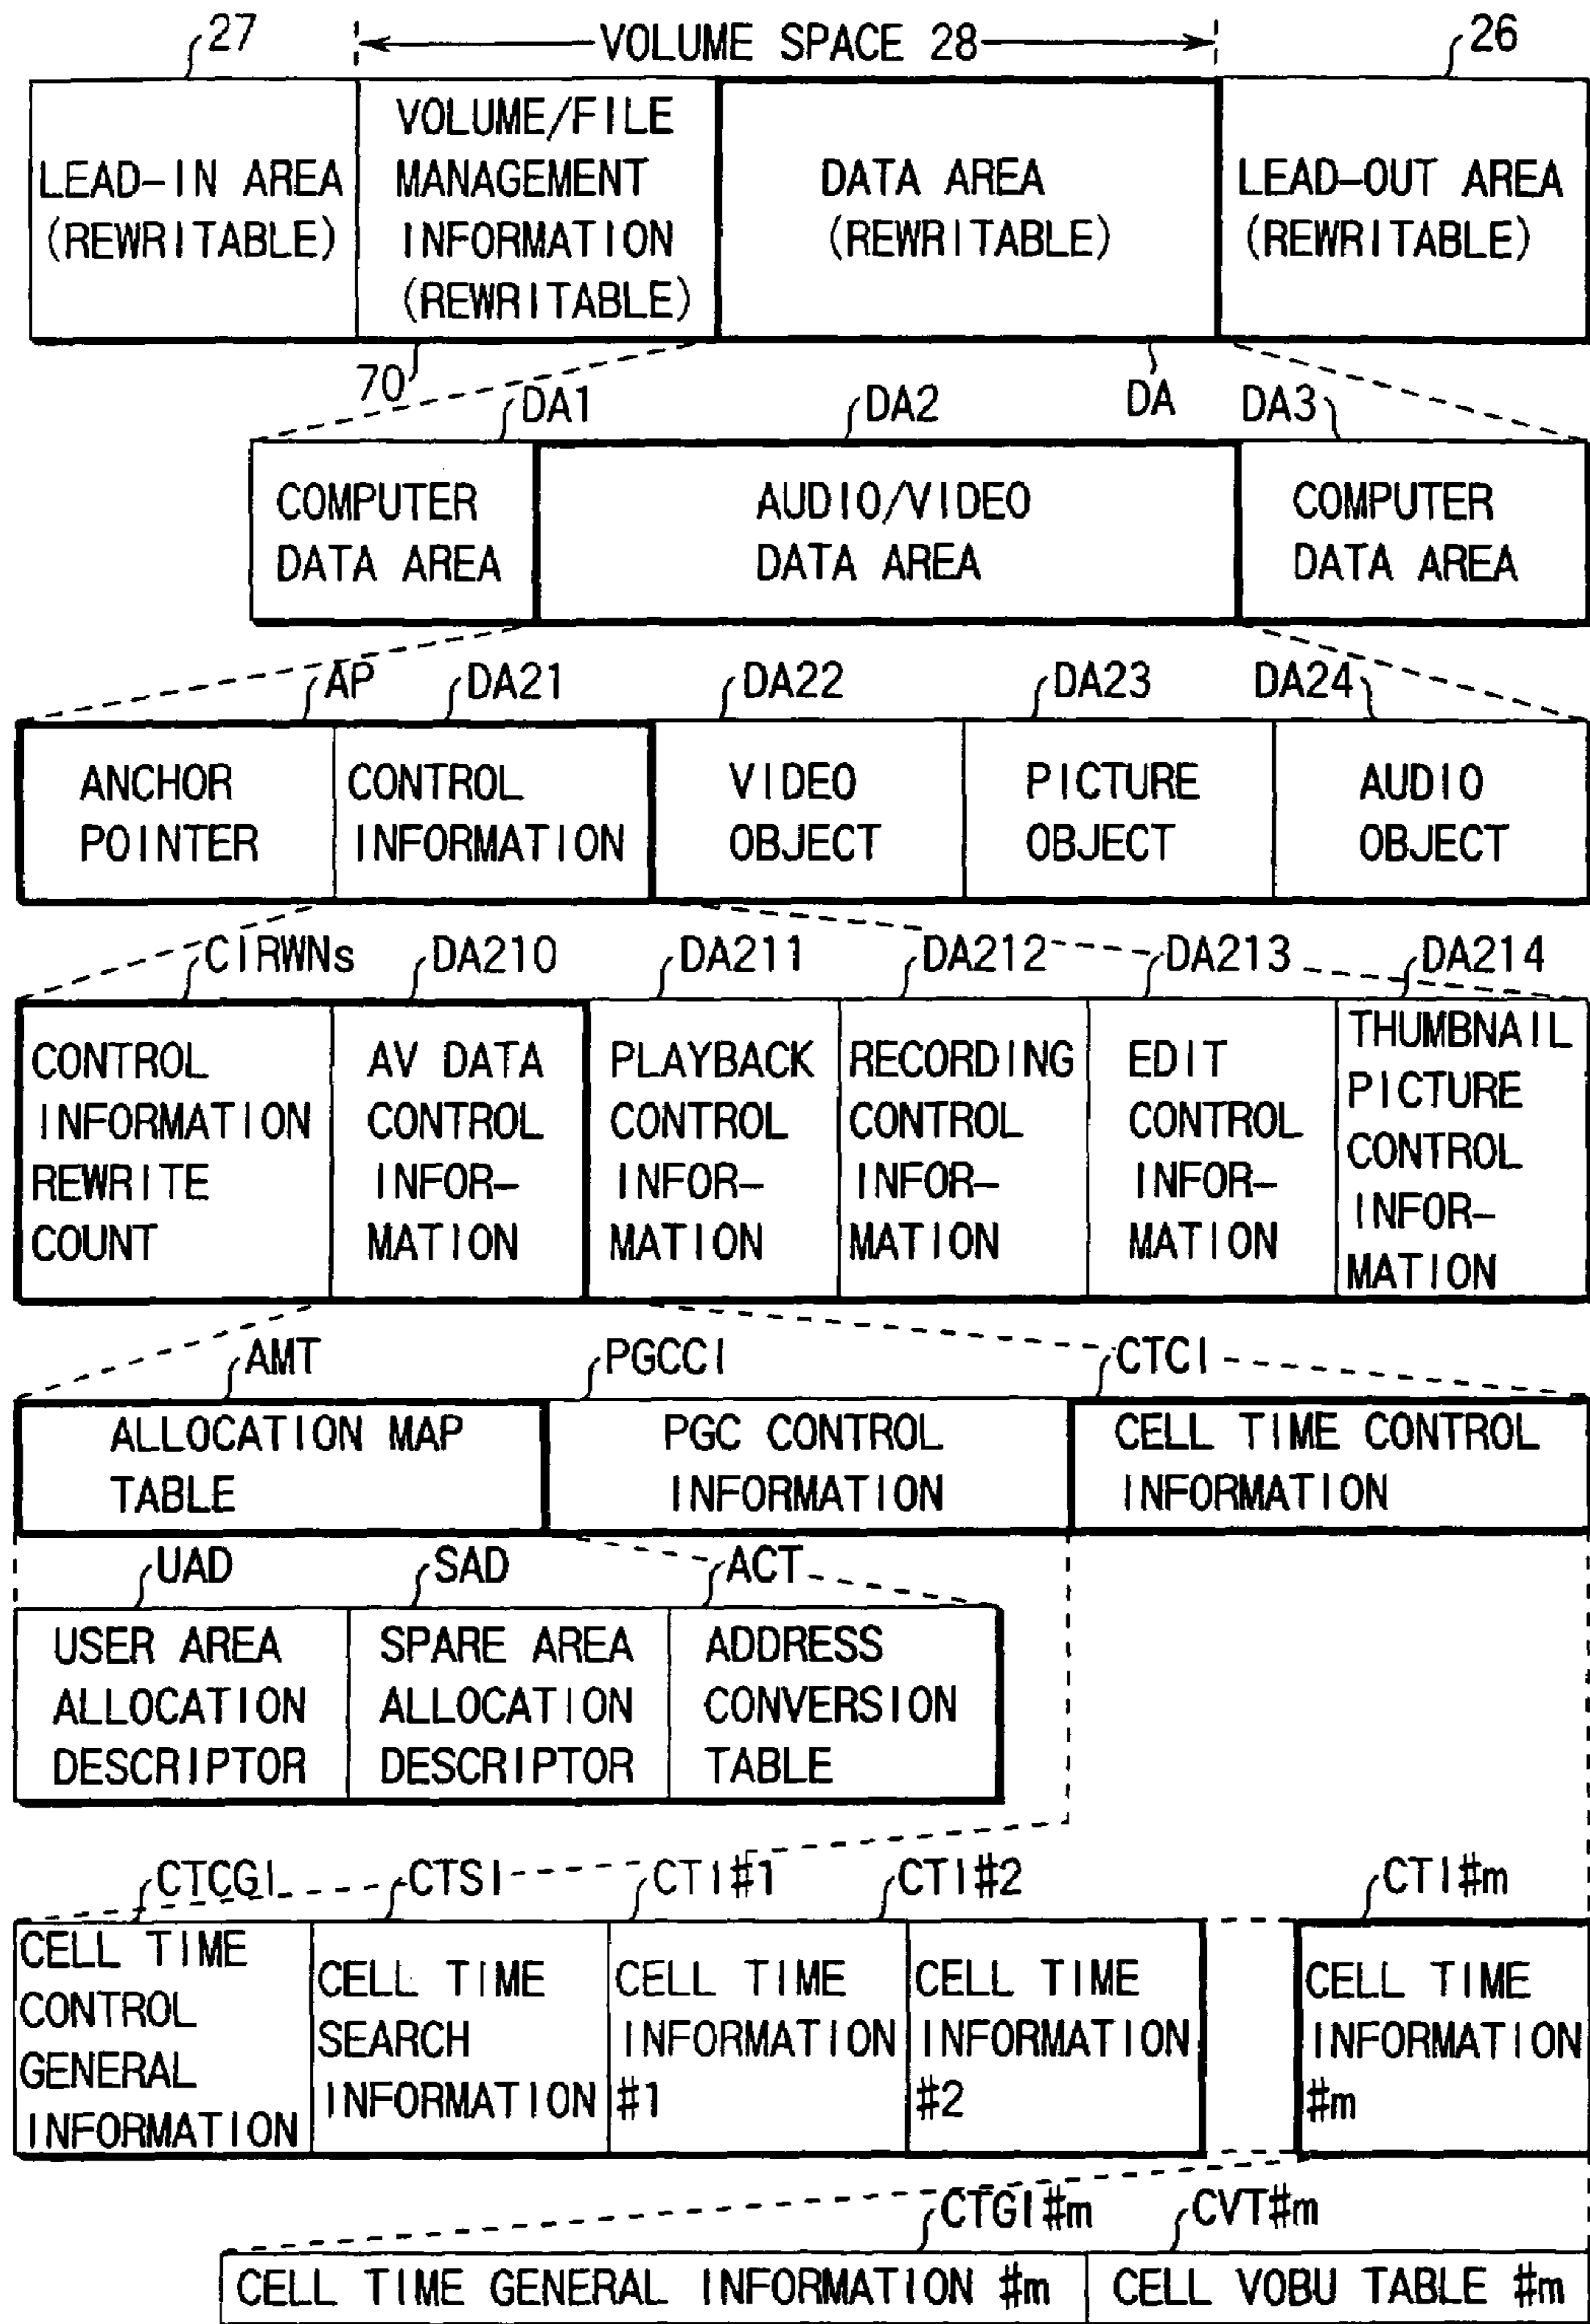 27
VOLUME SPACE 28
26
LEAD-IN AREA
(REWRITABLE)
VOLUME/FILE
MANAGEMENT
INFORMATION
(REWRITABLE)
DATA AREA
(REWRITABLE)
LEAD-OUT AREA
(REWRITABLE)
70
DA
DA1
DA2
DA3
COMPUTER
DATA AREA
AUDIO/VIDEO
DATA AREA
COMPUTER
DATA AREA
AP
DA21
DA22
DA23
DA24
ANCHOR
POINTER
CONTROL
INFORMATION
VIDEO
OBJECT
PICTURE
OBJECT
AUDIO
OBJECT
CIRWNs
DA210
DA211
DA212
DA213
DA214
CONTROL
INFORMATION
REWRITE
COUNT
AV DATA
CONTROL
INFOR-
MATION
PLAYBACK
CONTROL
INFOR-
MATION
RECORDING
CONTROL
INFOR-
MATION
EDIT
CONTROL
INFOR-
MATION
THUMBNAIL
PICTURE
CONTROL
INFOR-
MATION
AMT
PGCCI
CTCI
ALLOCATION MAP
TABLE
PGC CONTROL
INFORMATION
CELL TIME CONTROL
INFORMATION
UAD
SAD
ACT
USER AREA
ALLOCATION
DESCRIPTOR
SPARE AREA
ALLOCATION
DESCRIPTOR
ADDRESS
CONVERSION
TABLE
CTCGI
CTSI
CTI#1
CTI#2
CTI#m
CELL TIME
CONTROL
GENERAL
INFORMATION
CELL TIME
SEARCH
INFORMATION
CELL TIME
INFORMATION
#1
CELL TIME
INFORMATION
#2
CELL TIME
INFORMATION
#m
CTGI#m
CVT#m
CELL TIME GENERAL INFORMATION #m
CELL VOBU TABLE #m